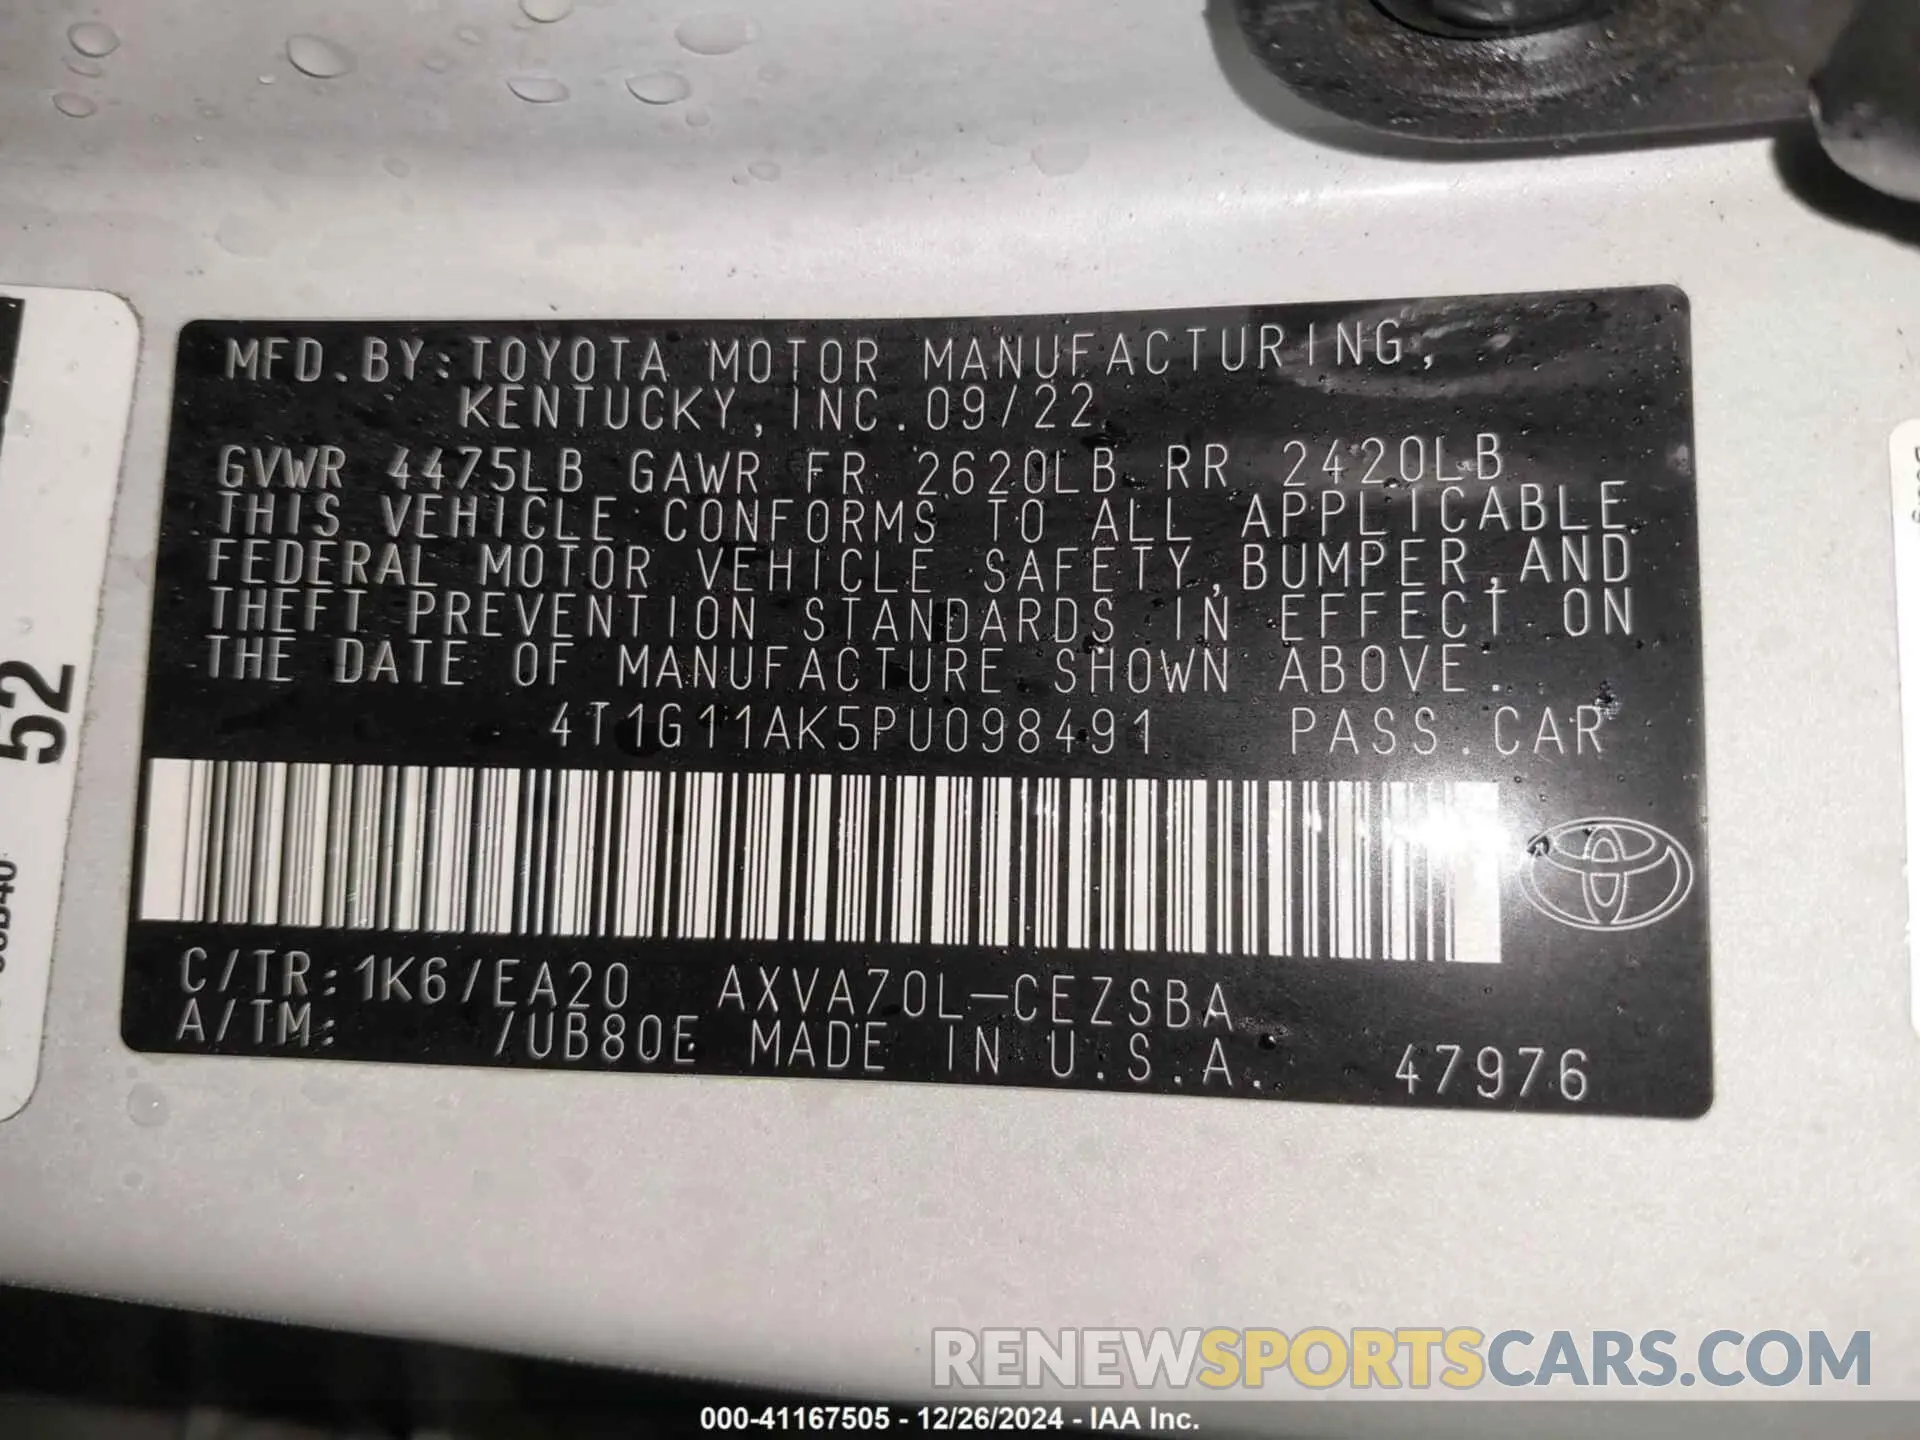 MFD.BY:TOYOTA MOTOR MANUFACTURING,
KENTUCKY, INC. 09/22
GVWR 4475LB GAWR FR 2620LB RR 2420LB
THIS VEHICLE CONFORMS TO ALL APPLICABLE
FEDERAL MOTOR VEHICLE SAFETY,BUMPER,AND
THEFT PREVENTION STANDARDS IN EFFECT ON
THE DATE OF MANUFACTURE SHOWN ABOVE.
4T1G11AK5PU098491 PASS.CAR
C/TR:1K6/EA20 AXVA70L-CEZSBA
A/TM: /UB80E MADE IN U.S.A. 47976
52
RENEWSPORTSCARS.COM
000-41167505 - 12/26/2024 - IAA Inc.